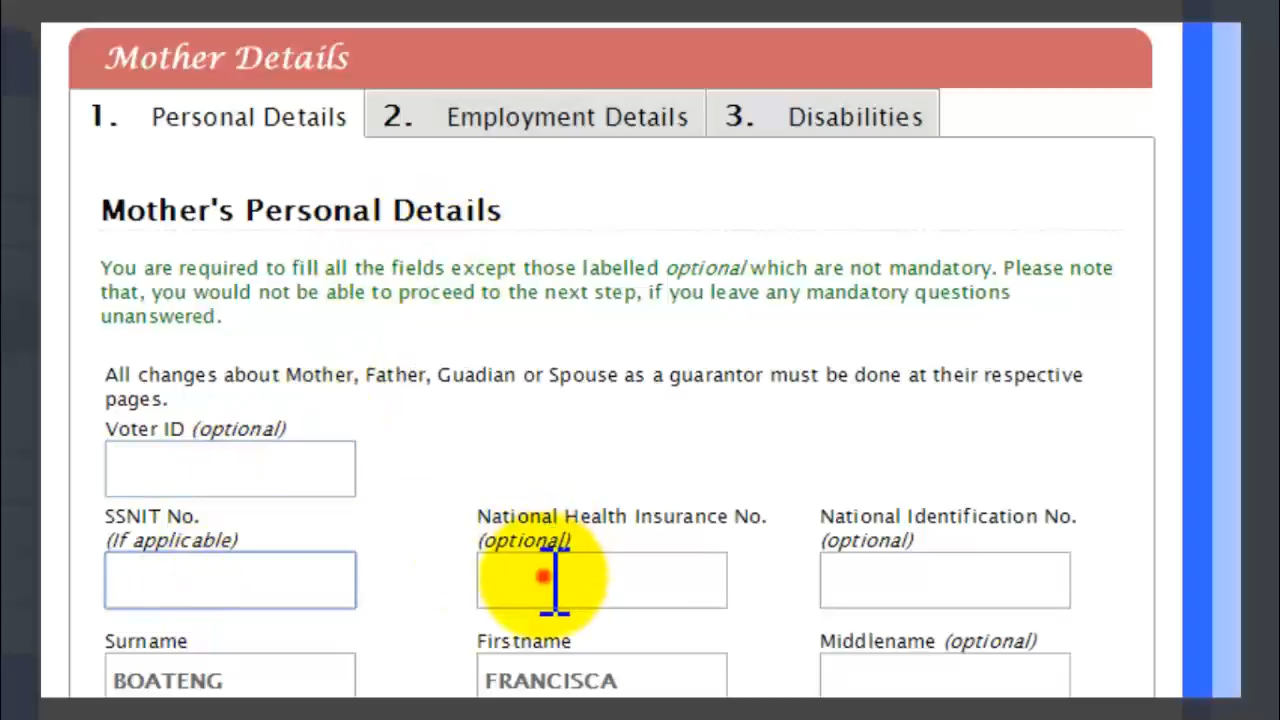 Mother Details
1. Personal Details 2. Employment Details 3. Disabilities
Mother's Personal Details
You are required to fill all the fields except those labelled optional which are not mandatory. Please note
that, you would not be able to proceed to the next step, if you leave any mandatory questions
unanswered.
All changes about Mother, Father, Guadian or Spouse as a guarantor must be done at their respective
pages.
Voter ID (optional)
SSNIT No. National Health Insurance No. National Identification No.
(If applicable) (optional) (optional)
Surname Firstname Middlename (optional)
BOATENG FRANCISCA